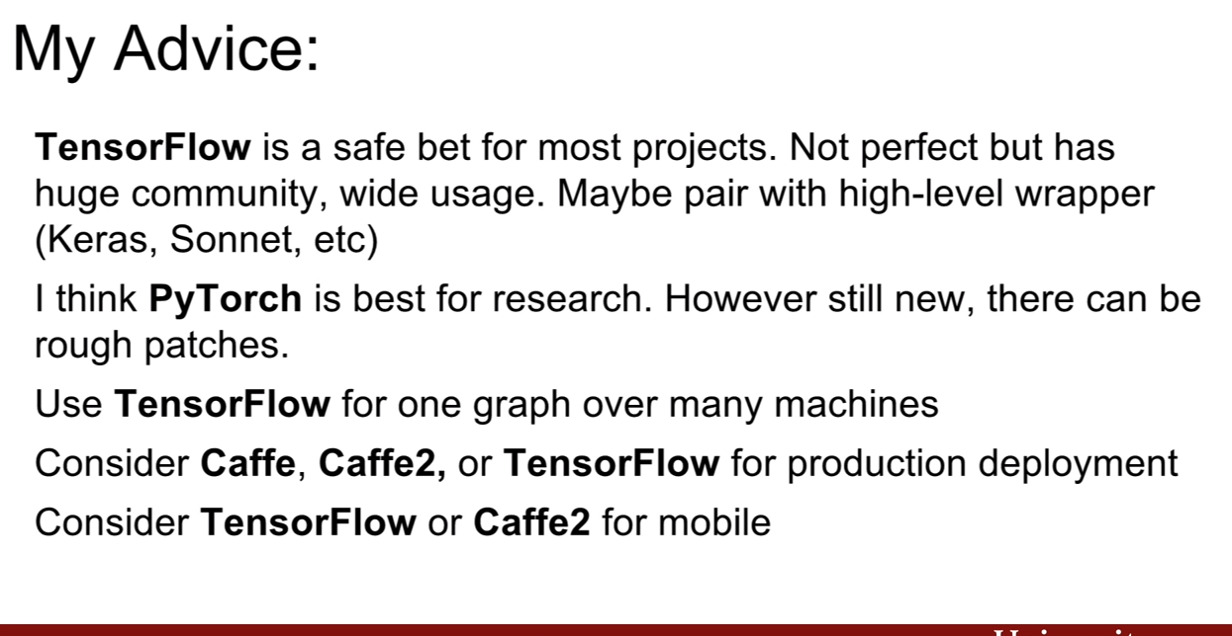 My Advice:
TensorFlow is a safe bet for most projects. Not perfect but has
huge community, wide usage. Maybe pair with high-level wrapper
(Keras, Sonnet, etc)
I think PyTorch is best for research. However still new, there can be
rough patches.
Use TensorFlow for one graph over many machines
Consider Caffe, Caffe2, or TensorFlow for production deployment
Consider TensorFlow or Caffe2 for mobile